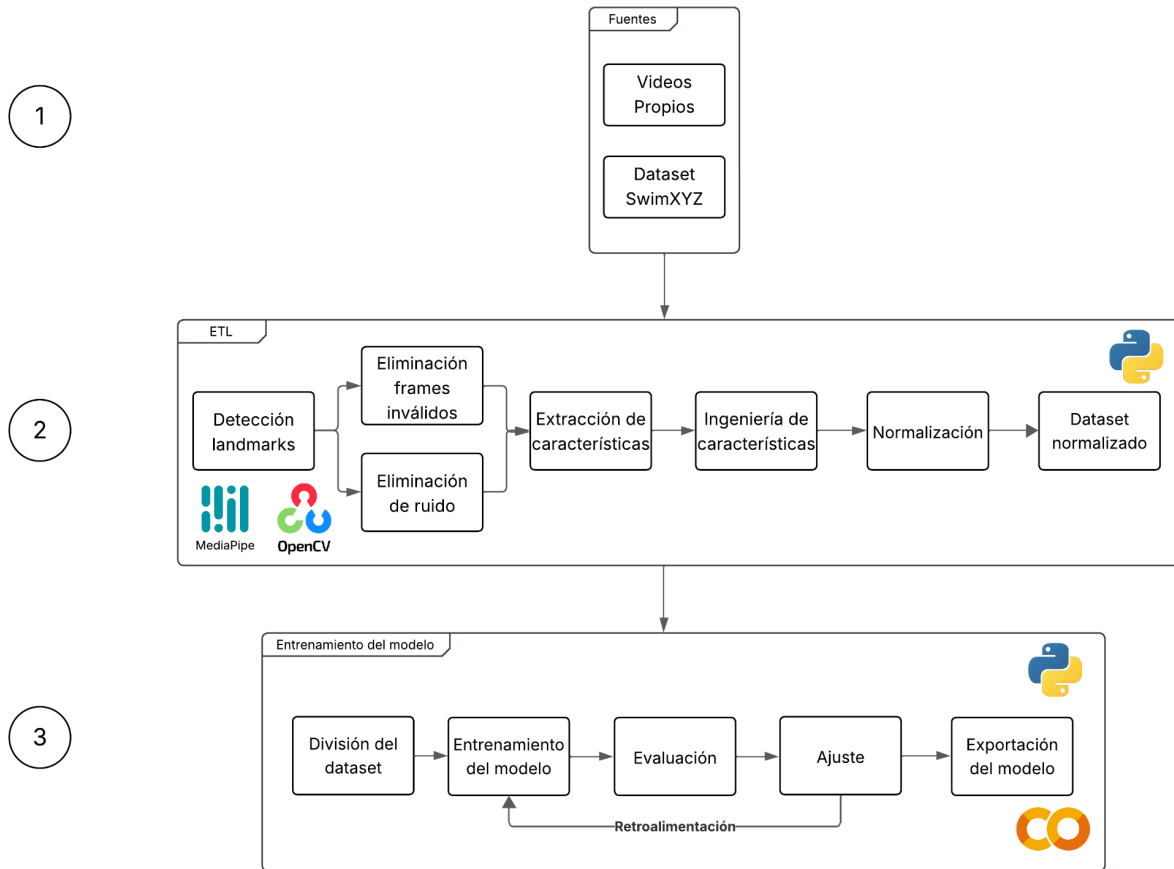 Fuentes
1
Videos
Propios
Dataset
SwimXYZ
ETL
2
Detección
landmarks
Eliminación
frames
inválidos
Eliminación
de ruido
Extracción de
características
Ingeniería de
características
Normalización
Dataset
normalizado
MediaPipe
OpenCV
Entrenamiento del modelo
3
División del
dataset
Entrenamiento
del modelo
Evaluación
Ajuste
Exportación
del modelo
Retroalimentación